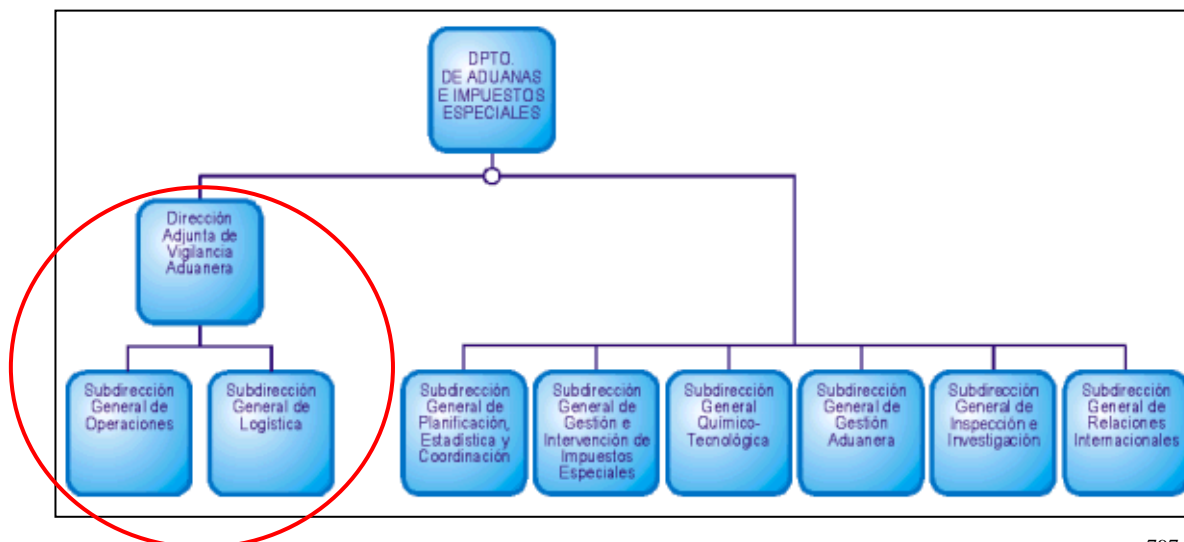 DPTO.
DE ADUANAS
E IMPUESTOS
ESPECIALES
Dirección
Adjunta de
Vigilancia
Aduanera
Subdirección
General de
Operaciones
Subdirección
General de
Logística
Subdirección
General de
Planificación,
Estadística y
Coordinación
Subdirección
General de
Gestión e
Intervención de
Impuestos
Especiales
Subdirección
General
Químico-
Tecnológica
Subdirección
General de
Gestión
Aduanera
Subdirección
General de
Inspección e
Investigación
Subdirección
General de
Relaciones
Internacionales